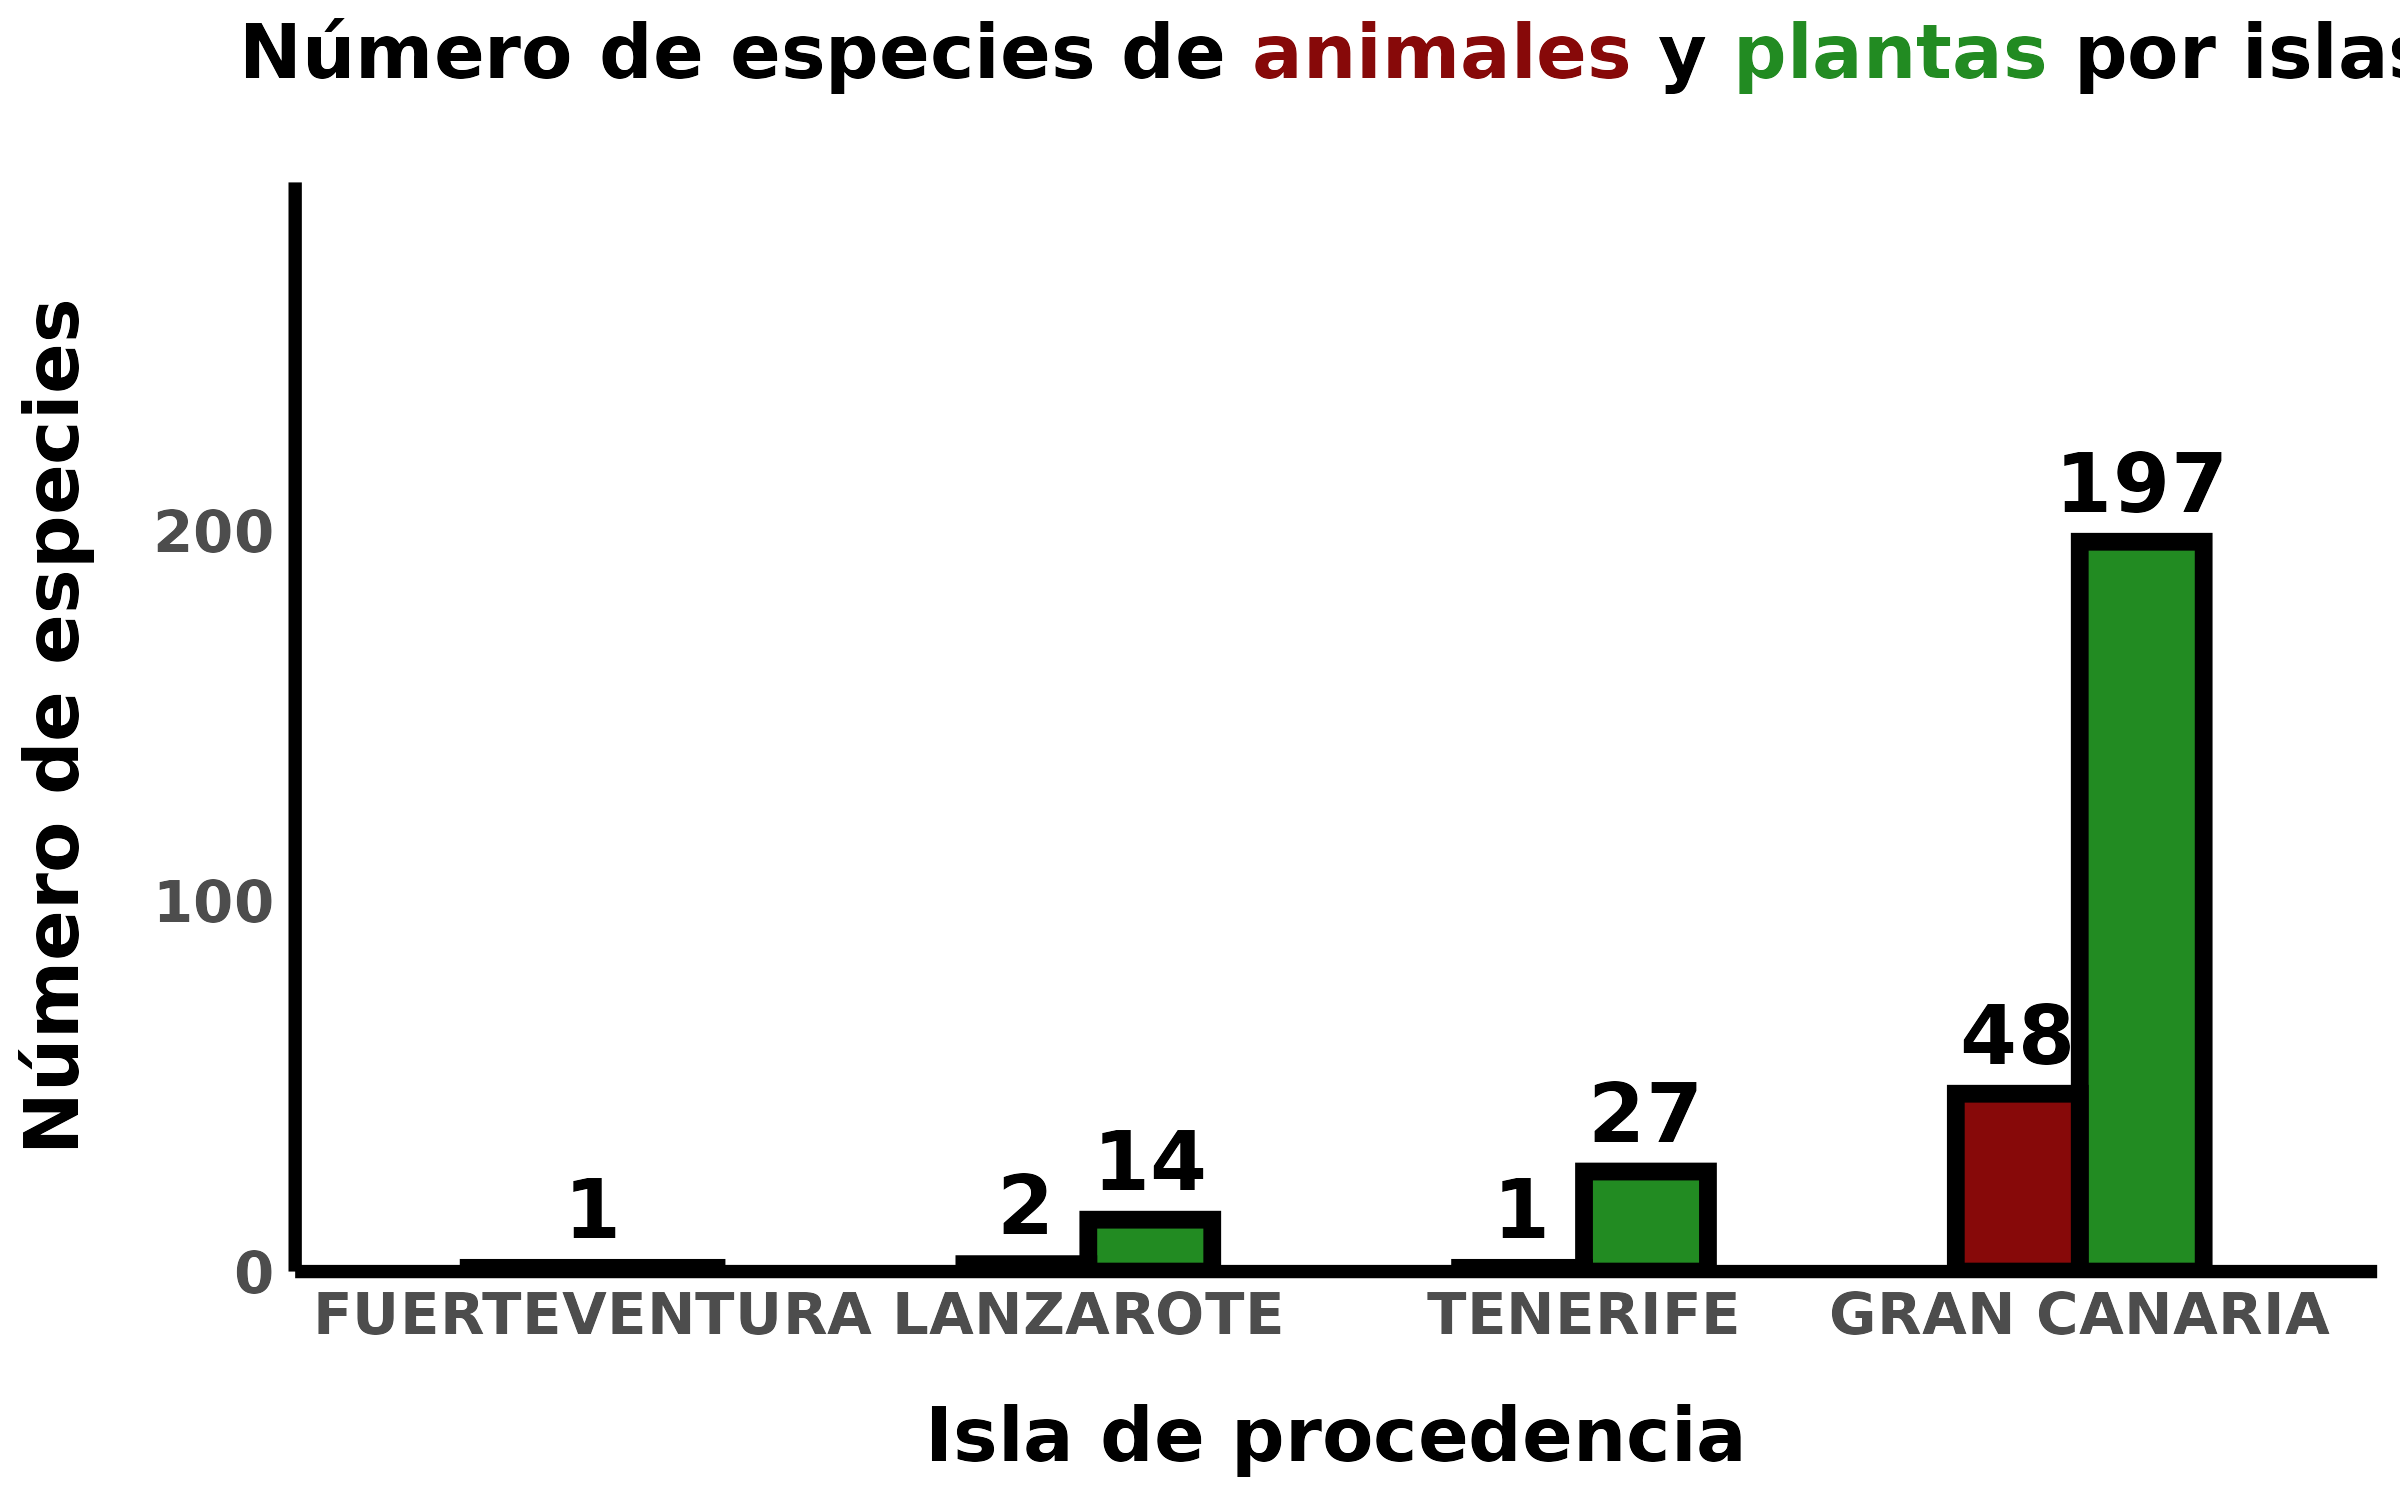 Número de especies de animales y plantas por islas
Número de especies
200
100
0
197
48
27
14
1
2
1
FUERTEVENTURA LANZAROTE TENERIFE GRAN CANARIA
Isla de procedencia